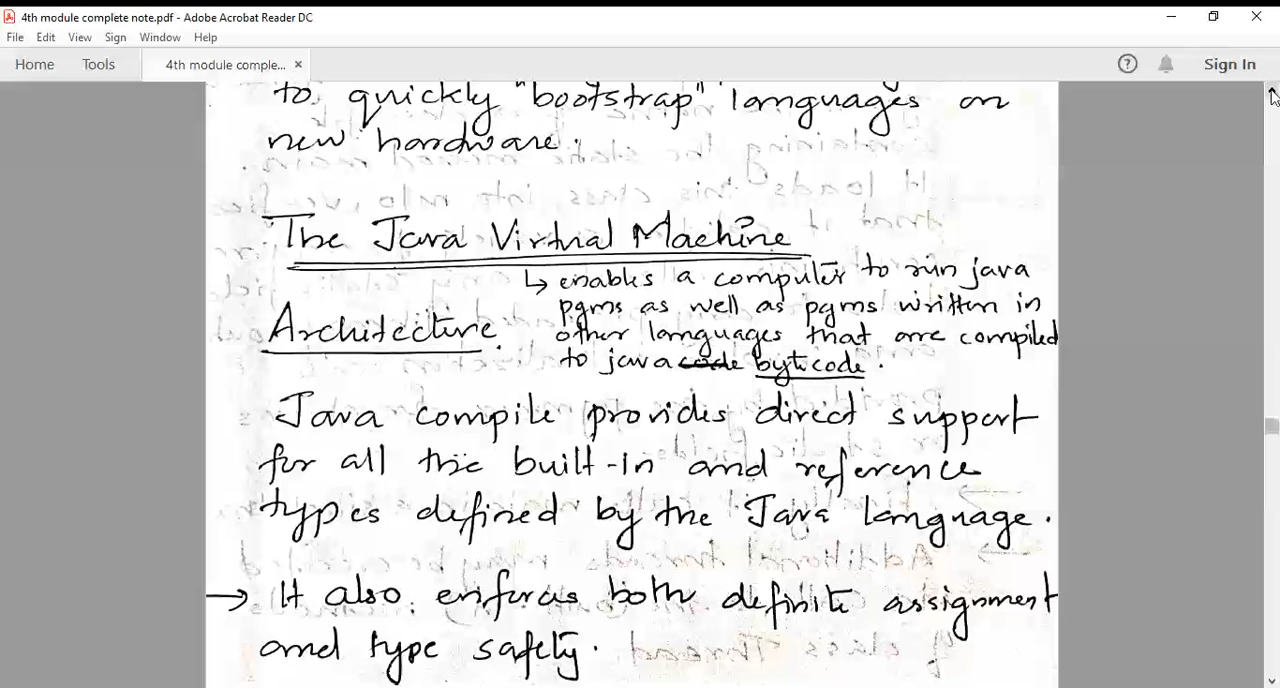 4th module complete note.pdf - Adobe Acrobat Reader DC
File Edit View Sign Window Help
Home Tools 4th module comple... × ? Sign In
to quickly "bootstrap" languages on
new hardware.
The Java Virtual Machine
↳ enables a computer to run java
pgms as well as pgms written in
other languages that are compiled
to java code bytecode.
Architecture.
Java compile provides direct support
for all the built-in and reference
types defined by the Java language.
→ It also enforces both definite assignment
and type safety.